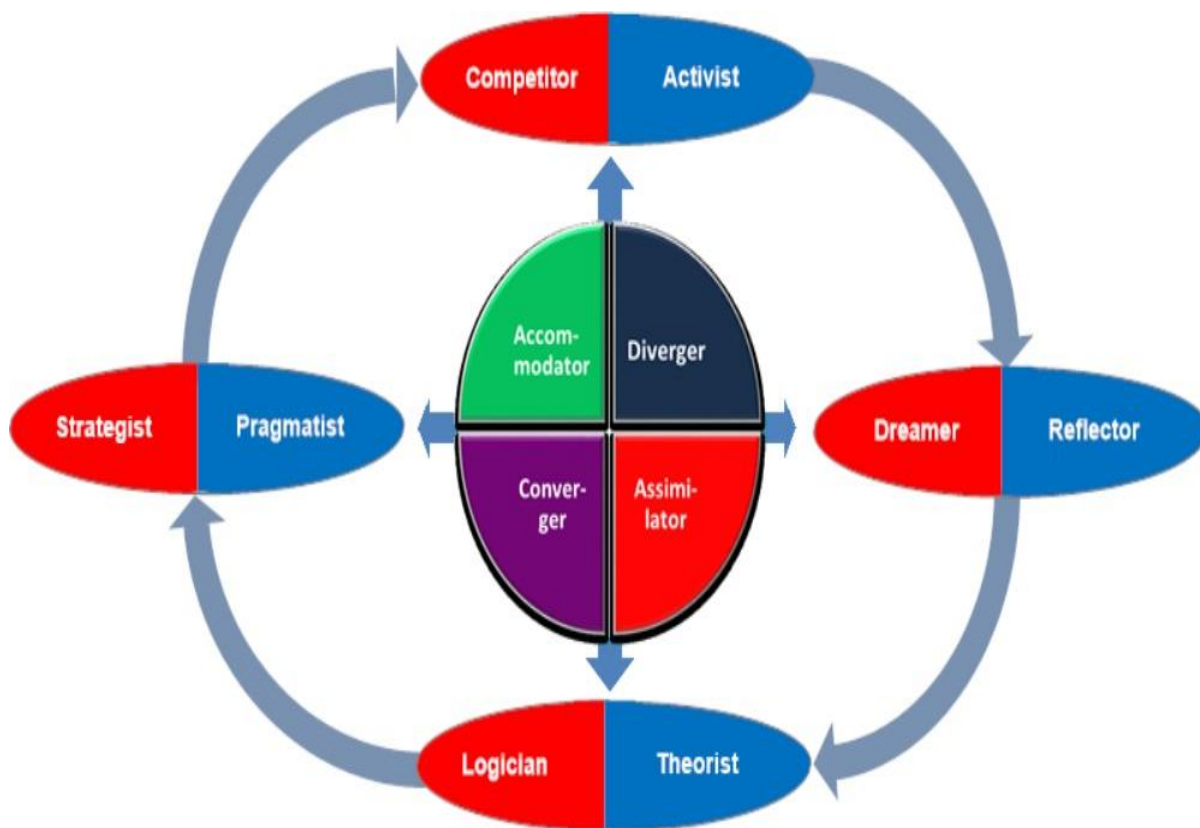 Competitor Activist
Accom-
modator
Diverger
Strategist Pragmatist
Dreamer Reflector
Conver-
ger
Assimi-
lator
Logician Theorist